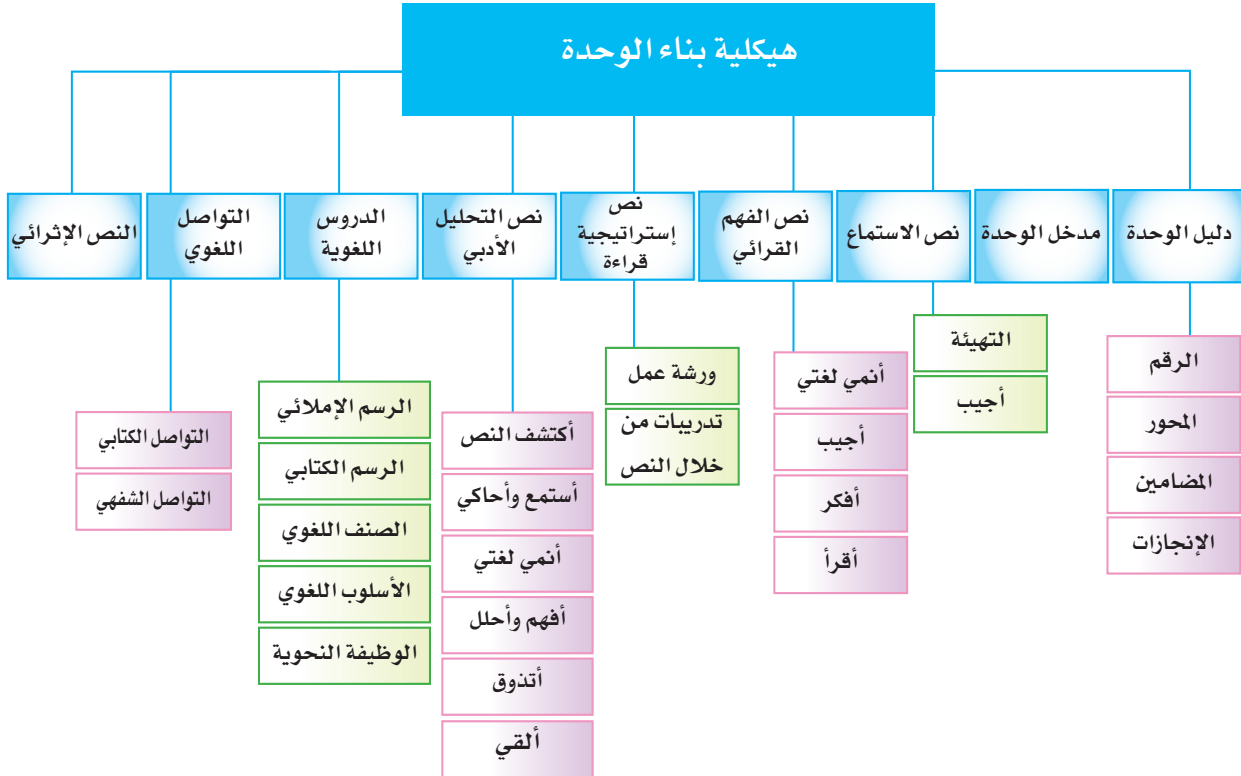 هيكلية بناء الوحدة
دليل الوحدة
مدخل الوحدة
نص الاستماع
نص الفهم
القرائي
نص
إستراتيجية
قراءة
نص التحليل
الأدبي
الدروس
اللغوية
التواصل
اللغوي
النص الإثرائي
الرقم
المحور
المضامين
الإنجازات
التهيئة
أجيب
أنمي لغتي
أجيب
أفكر
أقرأ
ورشة عمل
تدريبات من
خلال النص
أكتشف النص
أستمع وأحاكي
أنمي لغتي
أفهم وأحلل
أتذوق
ألقي
الرسم الإملائي
الرسم الكتابي
الصنف اللغوي
الأسلوب اللغوي
الوظيفة النحوية
التواصل الكتابي
التواصل الشفهي